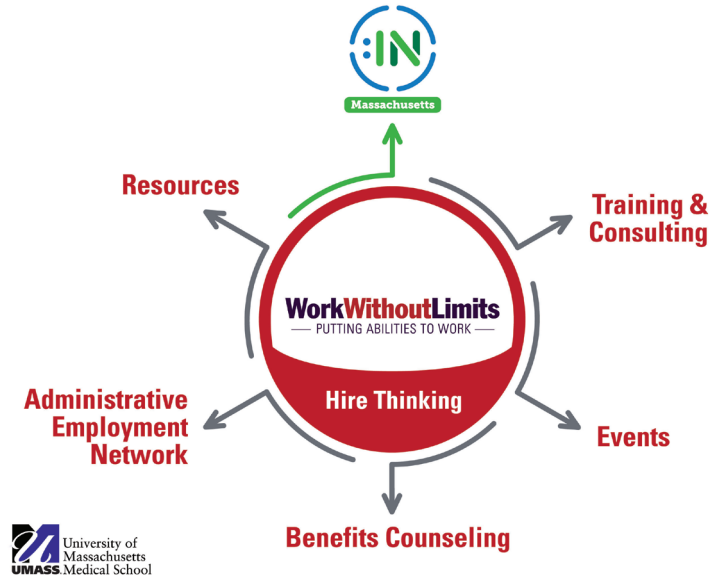 :IN
Massachusetts
Resources
Training &
Consulting
WorkWithoutLimits
PUTTING ABILITIES TO WORK
Hire Thinking
Administrative
Employment
Network
Events
Benefits Counseling
University of
Massachusetts
UMASS. Medical School